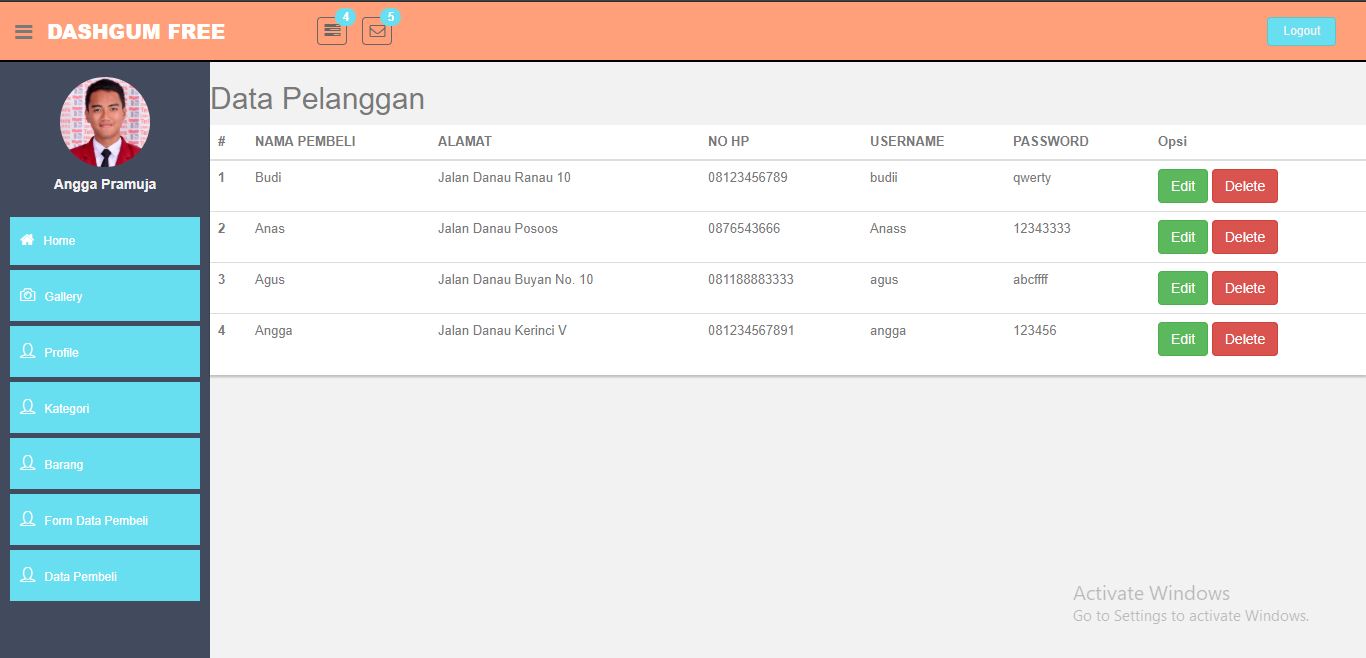 DASHGUM FREE 4 5 Logout
Angga Pramuja
Home
Gallery
Profile
Kategori
Barang
Form Data Pembeli
Data Pembeli
Data Pelanggan
# NAMA PEMBELI ALAMAT NO HP USERNAME PASSWORD Opsi
1 Budi Jalan Danau Ranau 10 08123456789 budii qwerty Edit Delete
2 Anas Jalan Danau Posoos 0876543666 Anass 12343333 Edit Delete
3 Agus Jalan Danau Buyan No. 10 081188883333 agus abcffff Edit Delete
4 Angga Jalan Danau Kerinci V 081234567891 angga 123456 Edit Delete
Activate Windows
Go to Settings to activate Windows.